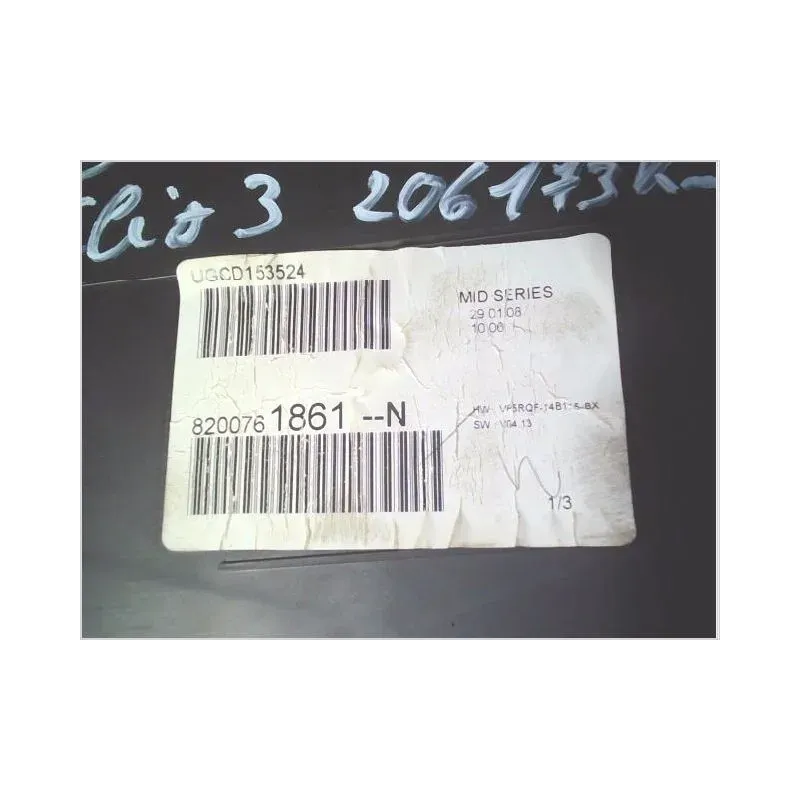 Clio 3 206173K
UGCD153524
MID SERIES
29.01.08
10:06
8200761861 --N
HW : VP5RQF-14B115-BX
SW : V04.13
1/3